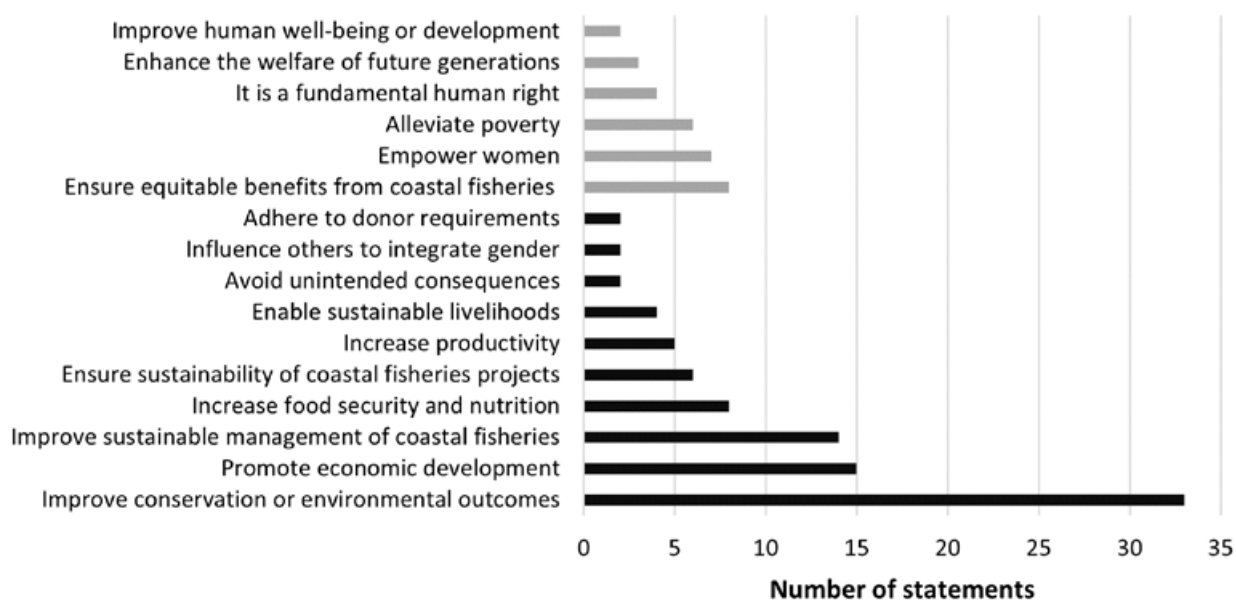 Improve human well-being or development
Enhance the welfare of future generations
It is a fundamental human right
Alleviate poverty
Empower women
Ensure equitable benefits from coastal fisheries
Adhere to donor requirements
Influence others to integrate gender
Avoid unintended consequences
Enable sustainable livelihoods
Increase productivity
Ensure sustainability of coastal fisheries projects
Increase food security and nutrition
Improve sustainable management of coastal fisheries
Promote economic development
Improve conservation or environmental outcomes
0 5 10 15 20 25 30 35
Number of statements